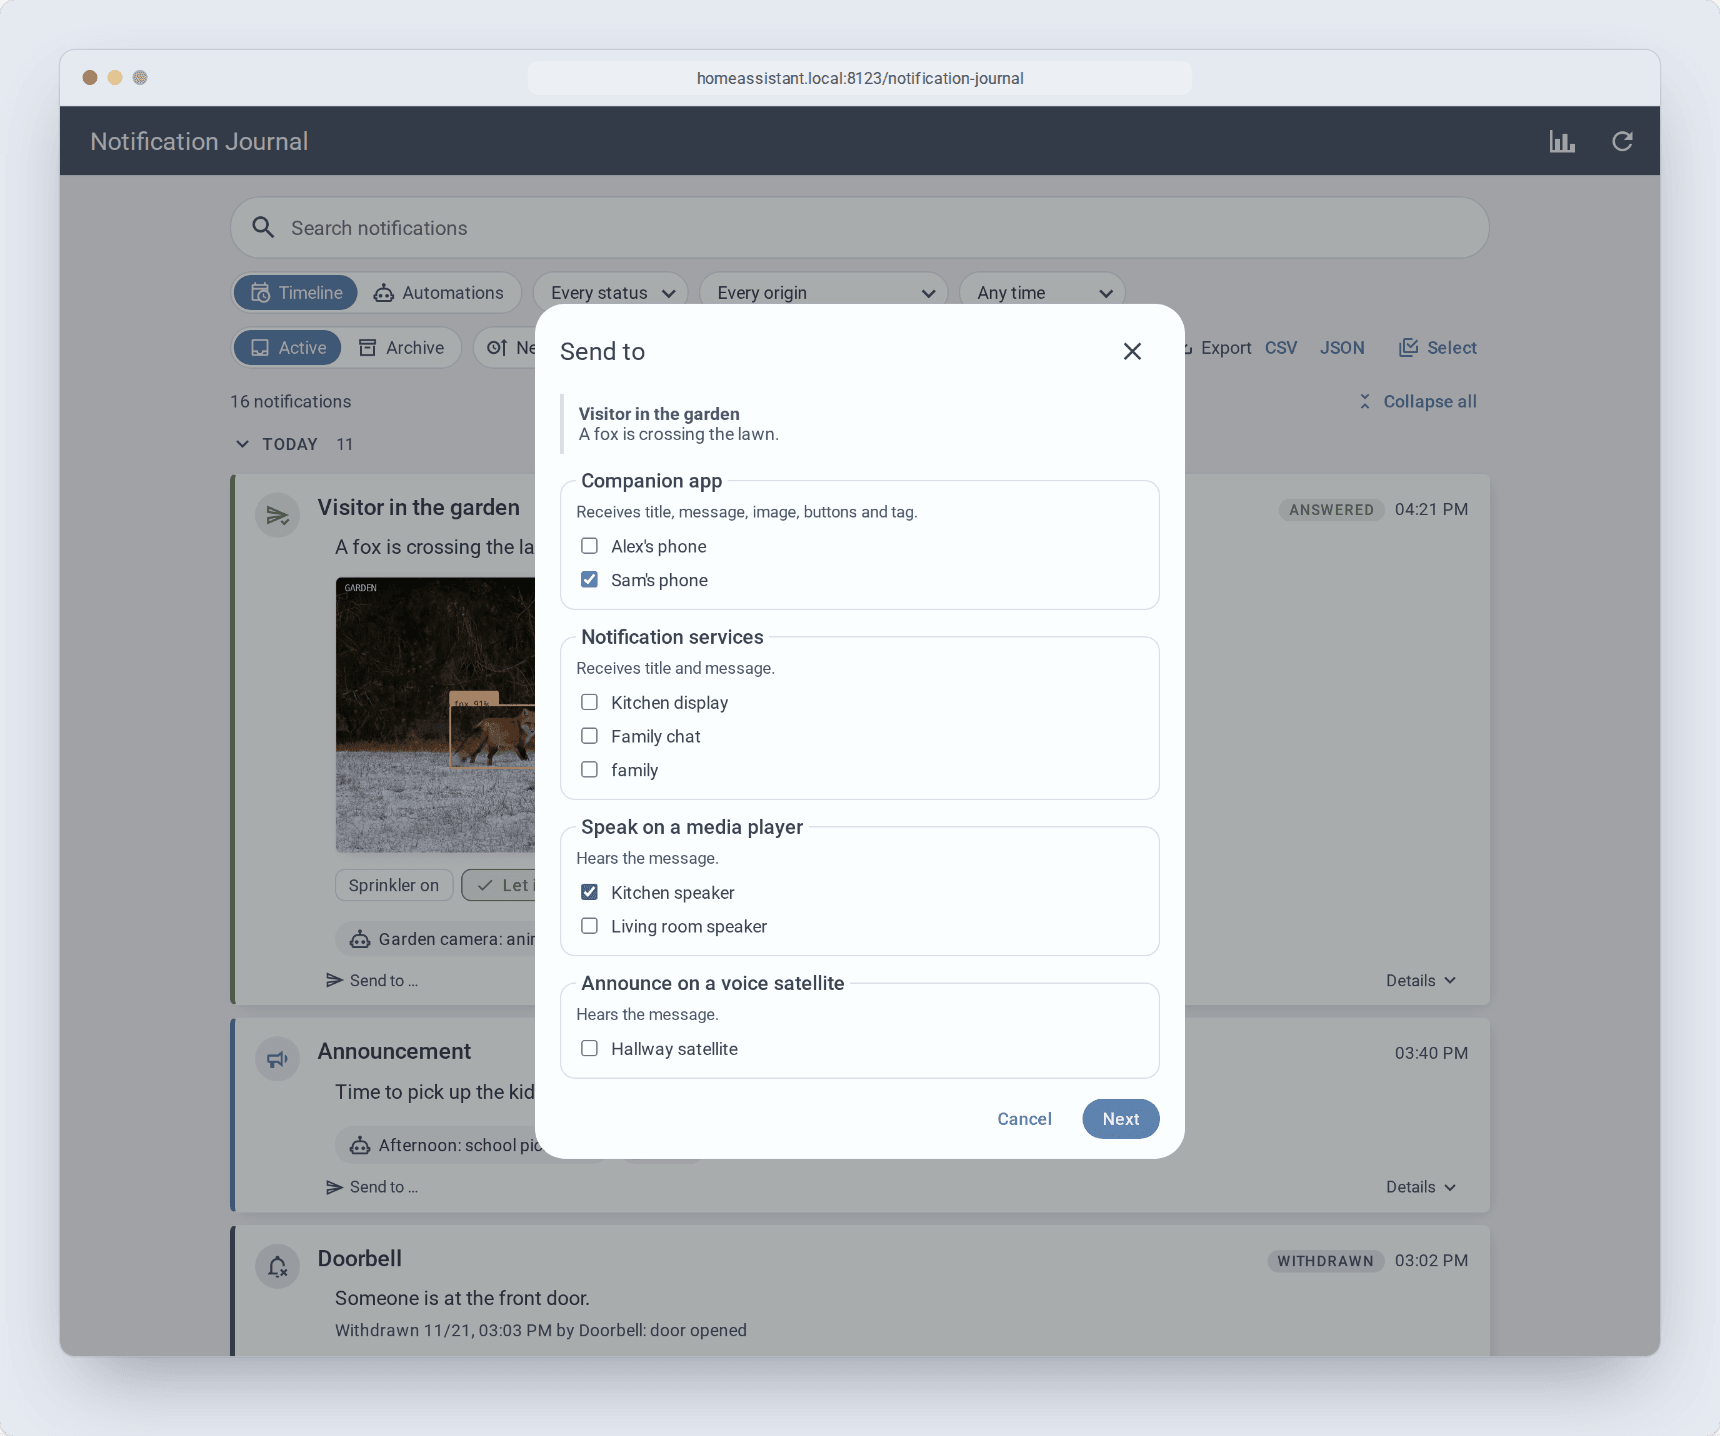 homeassistant.local:8123/notification-journal
Notification Journal
Search notifications
Timeline Automations Every status Every origin Any time
Active Archive Ne Export CSV JSON Select
16 notifications Collapse all
TODAY 11
Visitor in the garden ANSWERED 04:21 PM
A fox is crossing the la
GARDEN
fox 91%
Sprinkler on Let i
Garden camera: ani
Send to ... Details
Announcement 03:40 PM
Time to pick up the kid
Afternoon: school pic
Send to ... Details
Doorbell WITHDRAWN 03:02 PM
Someone is at the front door.
Withdrawn 11/21, 03:03 PM by Doorbell: door opened
Send to
Visitor in the garden
A fox is crossing the lawn.
Companion app
Receives title, message, image, buttons and tag.
Alex's phone
Sam's phone
Notification services
Receives title and message.
Kitchen display
Family chat
family
Speak on a media player
Hears the message.
Kitchen speaker
Living room speaker
Announce on a voice satellite
Hears the message.
Hallway satellite
Cancel Next